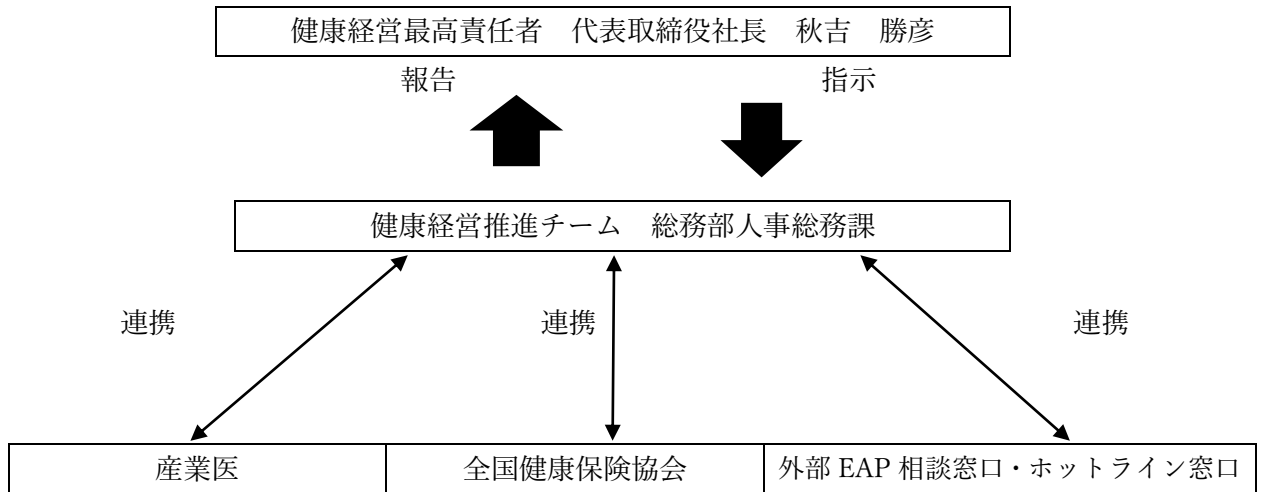 健康経営最高責任者　代表取締役社長　秋吉　勝彦
報告　指示
健康経営推進チーム　総務部人事総務課
連携　連携　連携
産業医　全国健康保険協会　外部 EAP 相談窓口・ホットライン窓口